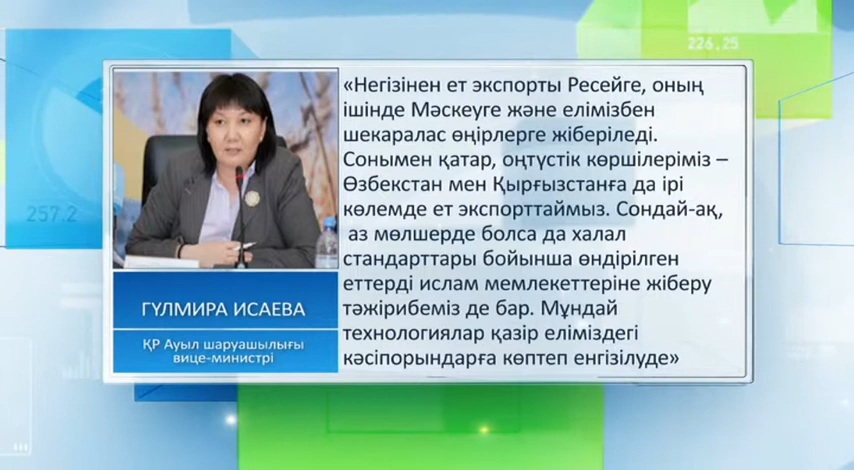 226.25
257.2
«Негізінен ет экспорты Ресейге, оның
ішінде Мәскеуге және елімізбен
шекаралас өңірлерге жіберіледі.
Сонымен қатар, оңтүстік көршілеріміз –
Өзбекстан мен Қырғызстанға да ірі
көлемде ет экспорттаймыз. Сондай-ақ,
аз мөлшерде болса да халал
стандарттары бойынша өндірілген
еттерді ислам мемлекеттеріне жіберу
тәжірибеміз де бар. Мұндай
технологиялар қазір еліміздегі
кәсіпорындарға көптеп енгізілуде»
ГҮЛМИРА ИСАЕВА
ҚР Ауыл шаруашылығы
вице-министрі